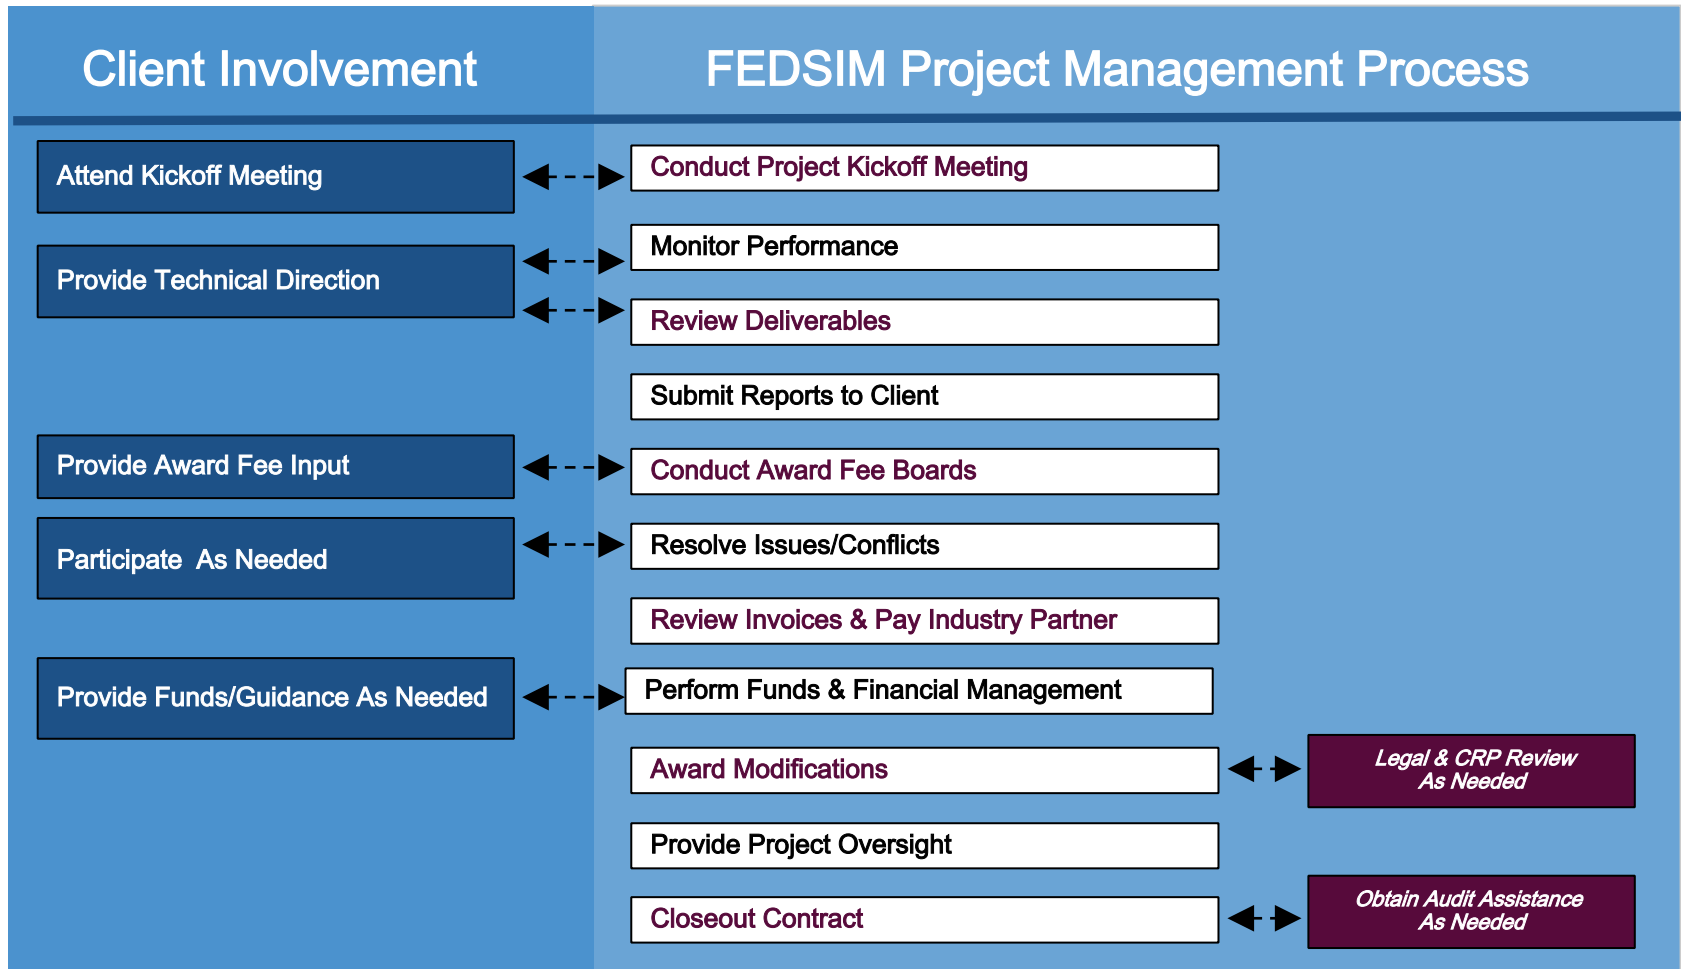 Client Involvement
FEDSIM Project Management Process
Attend Kickoff Meeting
Conduct Project Kickoff Meeting
Provide Technical Direction
Monitor Performance
Review Deliverables
Submit Reports to Client
Provide Award Fee Input
Conduct Award Fee Boards
Participate  As Needed
Resolve Issues/Conflicts
Review Invoices & Pay Industry Partner
Provide Funds/Guidance As Needed
Perform Funds & Financial Management
Award Modifications
Legal & CRP Review
As Needed
Provide Project Oversight
Closeout Contract
Obtain Audit Assistance
As Needed